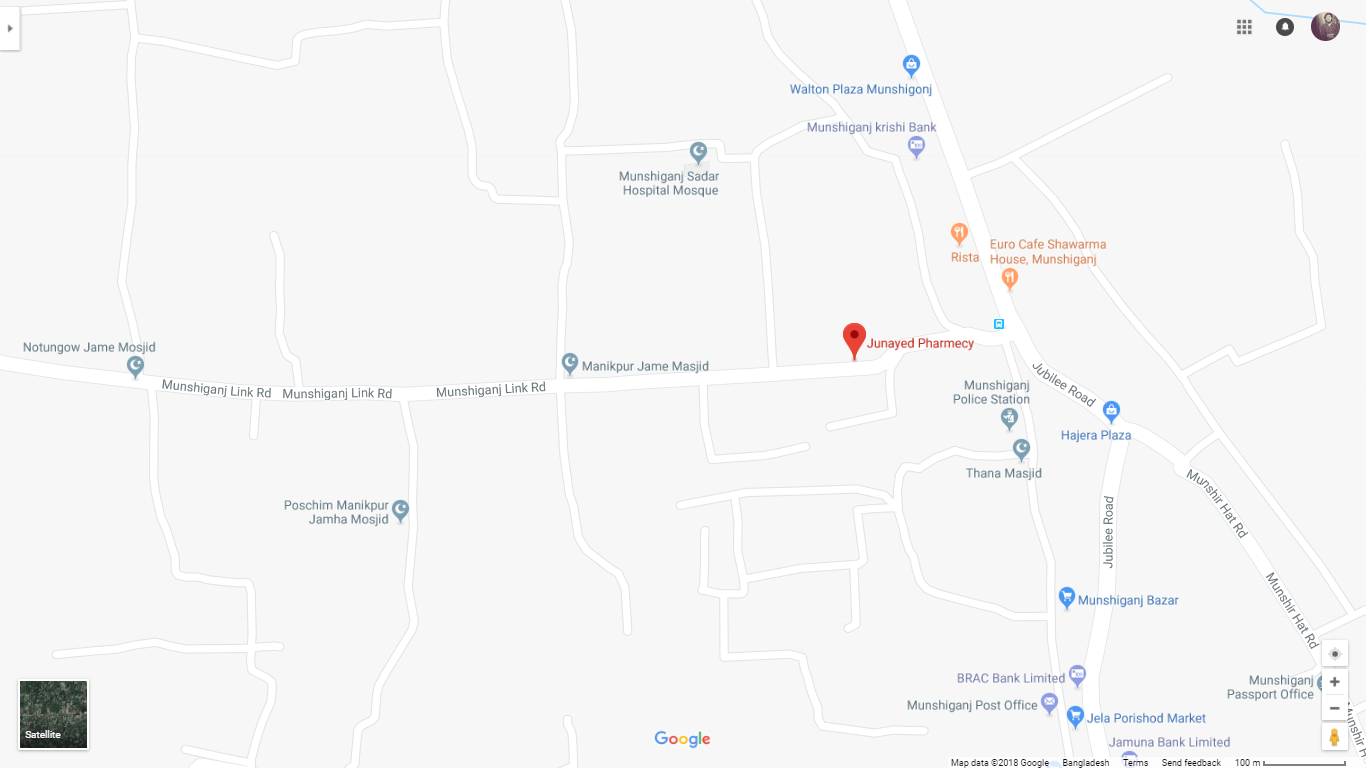 Walton Plaza Munshigonj
Munshiganj krishi Bank
Munshiganj Sadar
Hospital Mosque
Rista
Euro Cafe Shawarma
House, Munshiganj
Notungow Jame Mosjid
Junayed Pharmecy
Manikpur Jame Masjid
Munshiganj Link Rd
Munshiganj Link Rd
Munshiganj Link Rd
Jubilee Road
Munshiganj
Police Station
Hajera Plaza
Thana Masjid
Poschim Manikpur
Jamha Mosjid
Munshir Hat Rd
Jubilee Road
Munshiganj Bazar
Munshir Hat Rd
BRAC Bank Limited
Munshiganj
Passport Office
Munshiganj Post Office
Jela Porishod Market
Munshir H
Satellite
Google
Jamuna Bank Limited
Map data ©2018 Google Bangladesh Terms Send feedback 100 m